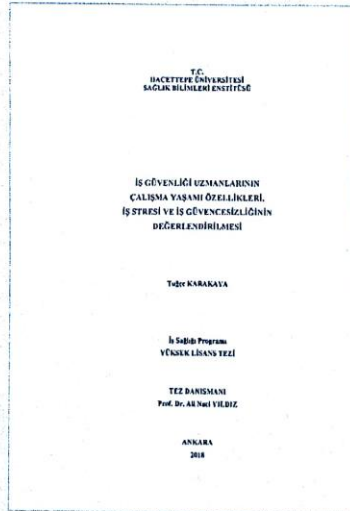 T.C.
HACETTEPE ÜNİVERSİTESİ
SAĞLIK BİLİMLERİ ENSTİTÜSÜ
İŞ GÜVENLİĞİ UZMANLARININ
ÇALIŞMA YAŞAMI ÖZELLİKLERİ,
İŞ STRESİ VE İŞ GÜVENCESİZLİĞİNİN
DEĞERLENDİRİLMESİ
Tuğçe KARAKAYA
İş Sağlığı Programı
YÜKSEK LİSANS TEZİ
TEZ DANIŞMANI
Prof. Dr. Ali Naci YILDIZ
ANKARA
2018